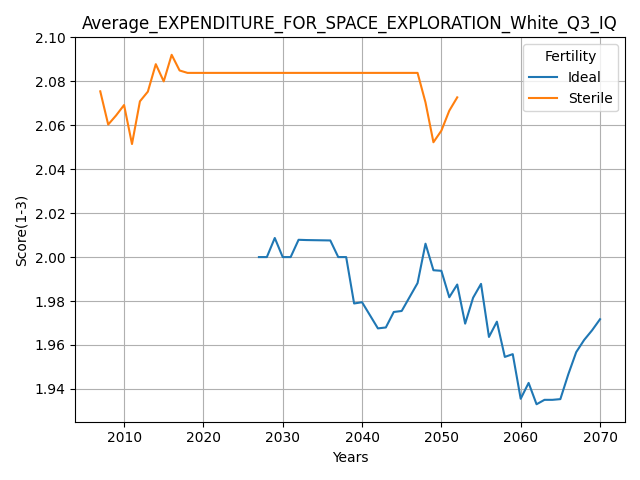 Average_EXPENDITURE_FOR_SPACE_EXPLORATION_White_Q3_IQ
Fertility
Ideal
Sterile
Score(1-3)
2.10
2.08
2.06
2.04
2.02
2.00
1.98
1.96
1.94
2010 2020 2030 2040 2050 2060 2070
Years